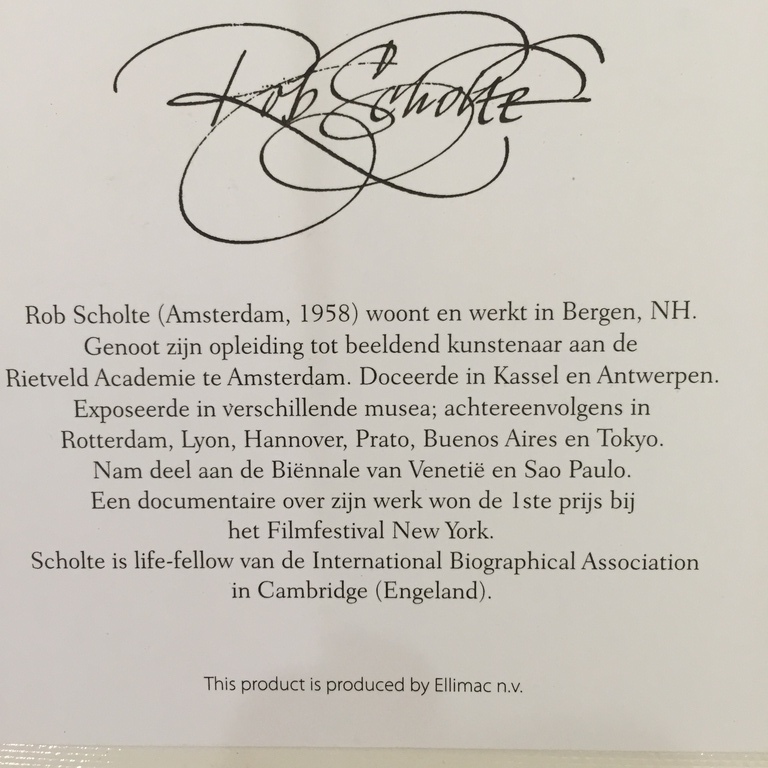 Rob Scholte
Rob Scholte (Amsterdam, 1958) woont en werkt in Bergen, NH.
Genoot zijn opleiding tot beeldend kunstenaar aan de
Rietveld Academie te Amsterdam. Doceerde in Kassel en Antwerpen.
Exposeerde in verschillende musea; achtereenvolgens in
Rotterdam, Lyon, Hannover, Prato, Buenos Aires en Tokyo.
Nam deel aan de Biënnale van Venetië en Sao Paulo.
Een documentaire over zijn werk won de 1ste prijs bij
het Filmfestival New York.
Scholte is life-fellow van de International Biographical Association
in Cambridge (Engeland).
This product is produced by Ellimac n.v.